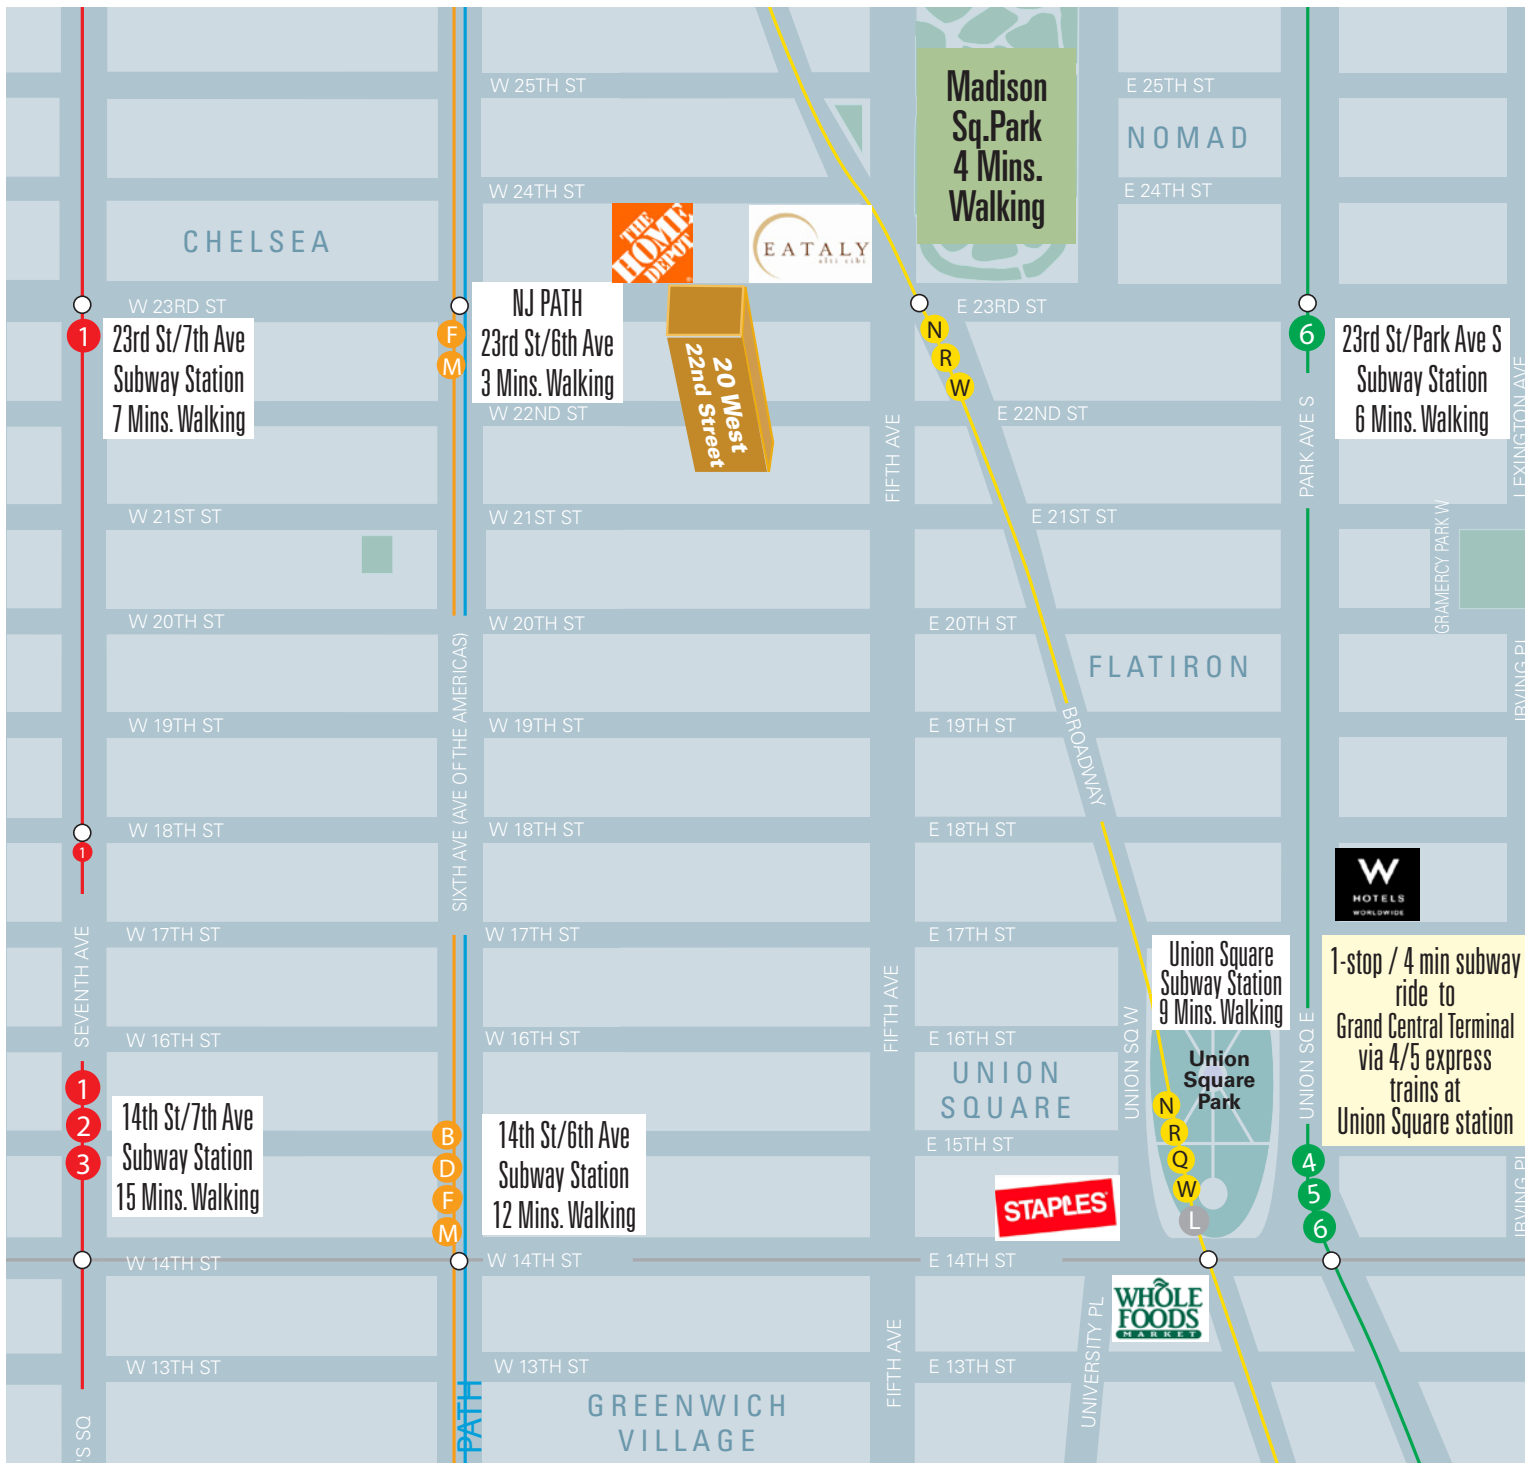 W 25TH ST
E 25TH ST
Madison
Sq.Park
4 Mins.
Walking
NOMAD
W 24TH ST
E 24TH ST
CHELSEA
THE
HOME
DEPOT
EATALY
alti cibi
W 23RD ST
E 23RD ST
1
23rd St/7th Ave
Subway Station
7 Mins. Walking
F
M
NJ PATH
23rd St/6th Ave
3 Mins. Walking
20 West
22nd Street
N
R
W
6
23rd St/Park Ave S
Subway Station
6 Mins. Walking
LEXINGTON AVE
W 22ND ST
E 22ND ST
FIFTH AVE
PARK AVE S
W 21ST ST
W 21ST ST
E 21ST ST
GRAMERCY PARK W
W 20TH ST
W 20TH ST
E 20TH ST
FLATIRON
SIXTH AVE (AVE OF THE AMERICAS)
IRVING PL
W 19TH ST
W 19TH ST
E 19TH ST
BROADWAY
W 18TH ST
W 18TH ST
E 18TH ST
1
W
HOTELS
WORLDWIDE
SEVENTH AVE
W 17TH ST
W 17TH ST
E 17TH ST
FIFTH AVE
Union Square
Subway Station
9 Mins. Walking
1-stop / 4 min subway
ride to
Grand Central Terminal
via 4/5 express
trains at
Union Square station
W 16TH ST
W 16TH ST
E 16TH ST
UNION SQ W
UNION SQ E
UNION
SQUARE
Union
Square
Park
1
2
3
14th St/7th Ave
Subway Station
15 Mins. Walking
B
D
F
M
14th St/6th Ave
Subway Station
12 Mins. Walking
E 15TH ST
N
R
Q
W
L
4
5
6
IRVING PL
STAPLES
W 14TH ST
W 14TH ST
E 14TH ST
WHOLE
FOODS
MARKET
UNIVERSITY PL
FIFTH AVE
W 13TH ST
W 13TH ST
E 13TH ST
PATH
GREENWICH
VILLAGE
'S SQ